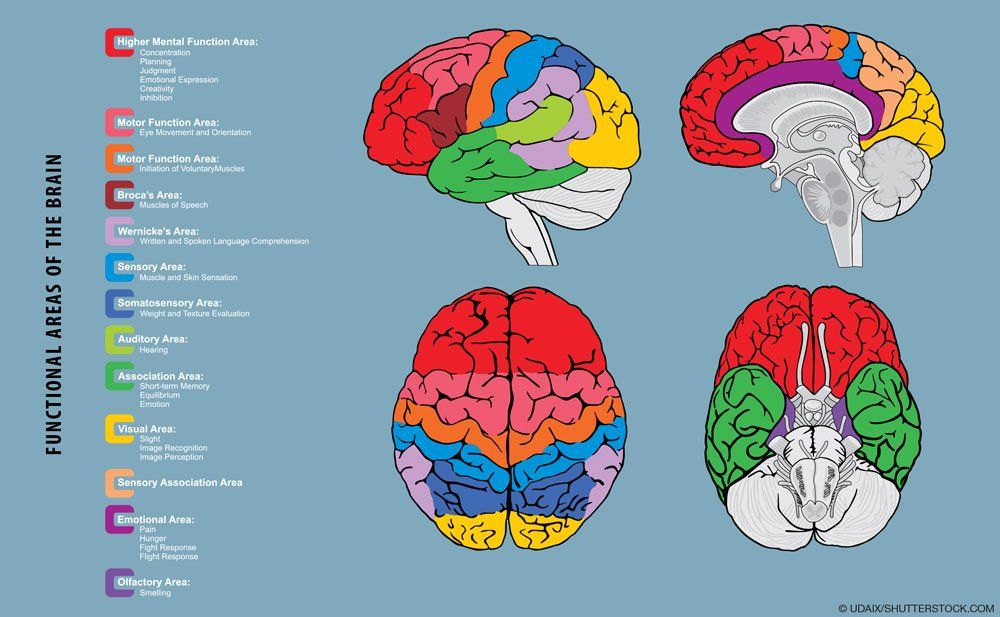 FUNCTIONAL AREAS OF THE BRAIN
Higher Mental Function Area:
Concentration
Planning
Judgment
Emotional Expression
Creativity
Inhibition
Motor Function Area:
Eye Movement and Orientation
Motor Function Area:
Initiation of VoluntaryMuscles
Broca's Area:
Muscles of Speech
Wernicke's Area:
Written and Spoken Language Comprehension
Sensory Area:
Muscle and Skin Sensation
Somatosensory Area:
Weight and Texture Evaluation
Auditory Area:
Hearing
Association Area:
Short-term Memory
Equilibrium
Emotion
Visual Area:
Slight
Image Recognition
Image Perception
Sensory Association Area
Emotional Area:
Pain
Hunger
Fight Response
Flight Response
Olfactory Area:
Smelling
© UDAIX/SHUTTERSTOCK.COM